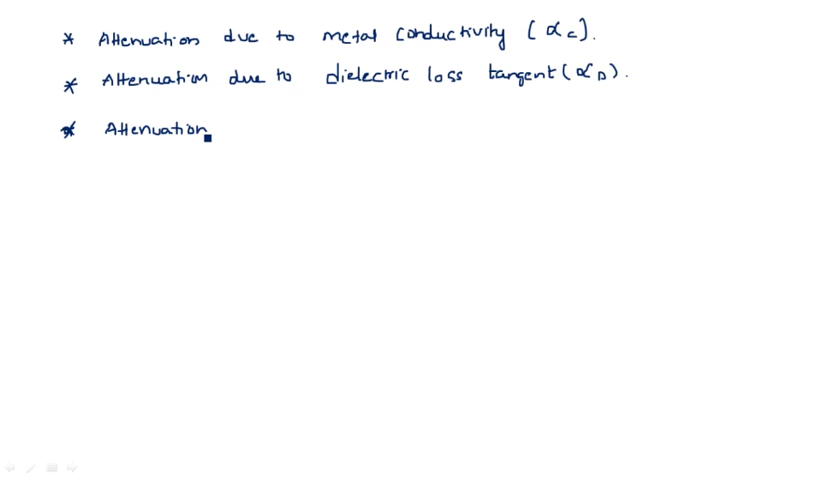 * Attenuation due to metal conductivity (αc).
* Attenuation due to dielectric loss tangent (αD).
* Attenuation